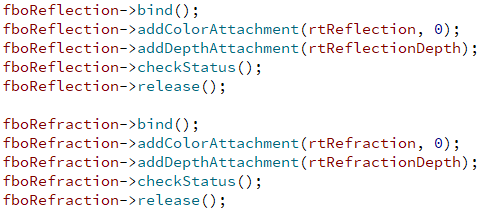 fboReflection->bind();
fboReflection->addColorAttachment(rtReflection, 0);
fboReflection->addDepthAttachment(rtReflectionDepth);
fboReflection->checkStatus();
fboReflection->release();
fboRefraction->bind();
fboRefraction->addColorAttachment(rtRefraction, 0);
fboRefraction->addDepthAttachment(rtRefractionDepth);
fboRefraction->checkStatus();
fboRefraction->release();